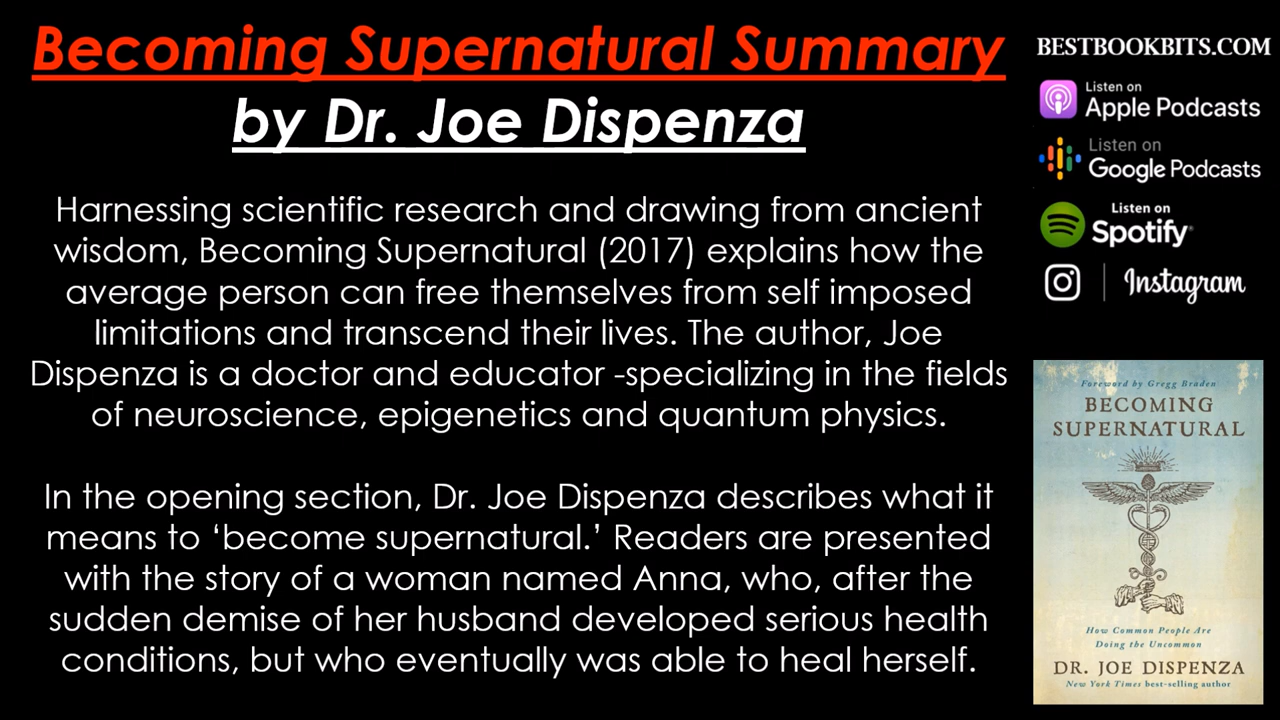 Becoming Supernatural Summary
by Dr. Joe Dispenza
Harnessing scientific research and drawing from ancient
wisdom, Becoming Supernatural (2017) explains how the
average person can free themselves from self imposed
limitations and transcend their lives. The author, Joe
Dispenza is a doctor and educator -specializing in the fields
of neuroscience, epigenetics and quantum physics.
In the opening section, Dr. Joe Dispenza describes what it
means to ‘become supernatural.’ Readers are presented
with the story of a woman named Anna, who, after the
sudden demise of her husband developed serious health
conditions, but who eventually was able to heal herself.
BESTBOOKBITS.COM
Listen on
Apple Podcasts
Listen on
Google Podcasts
Listen on
Spotify
Instagram
Foreword by Gregg Braden
BECOMING
SUPERNATURAL
How Common People Are
Doing the Uncommon
DR. JOE DISPENZA
New York Times best-selling author